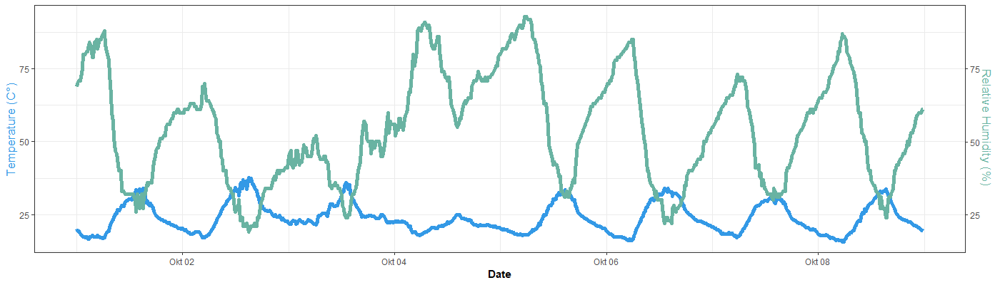 Temperature (C°)
75
50
25
75
50
25
Relative Humidity (%)
Okt 02
Okt 04
Okt 06
Okt 08
Date